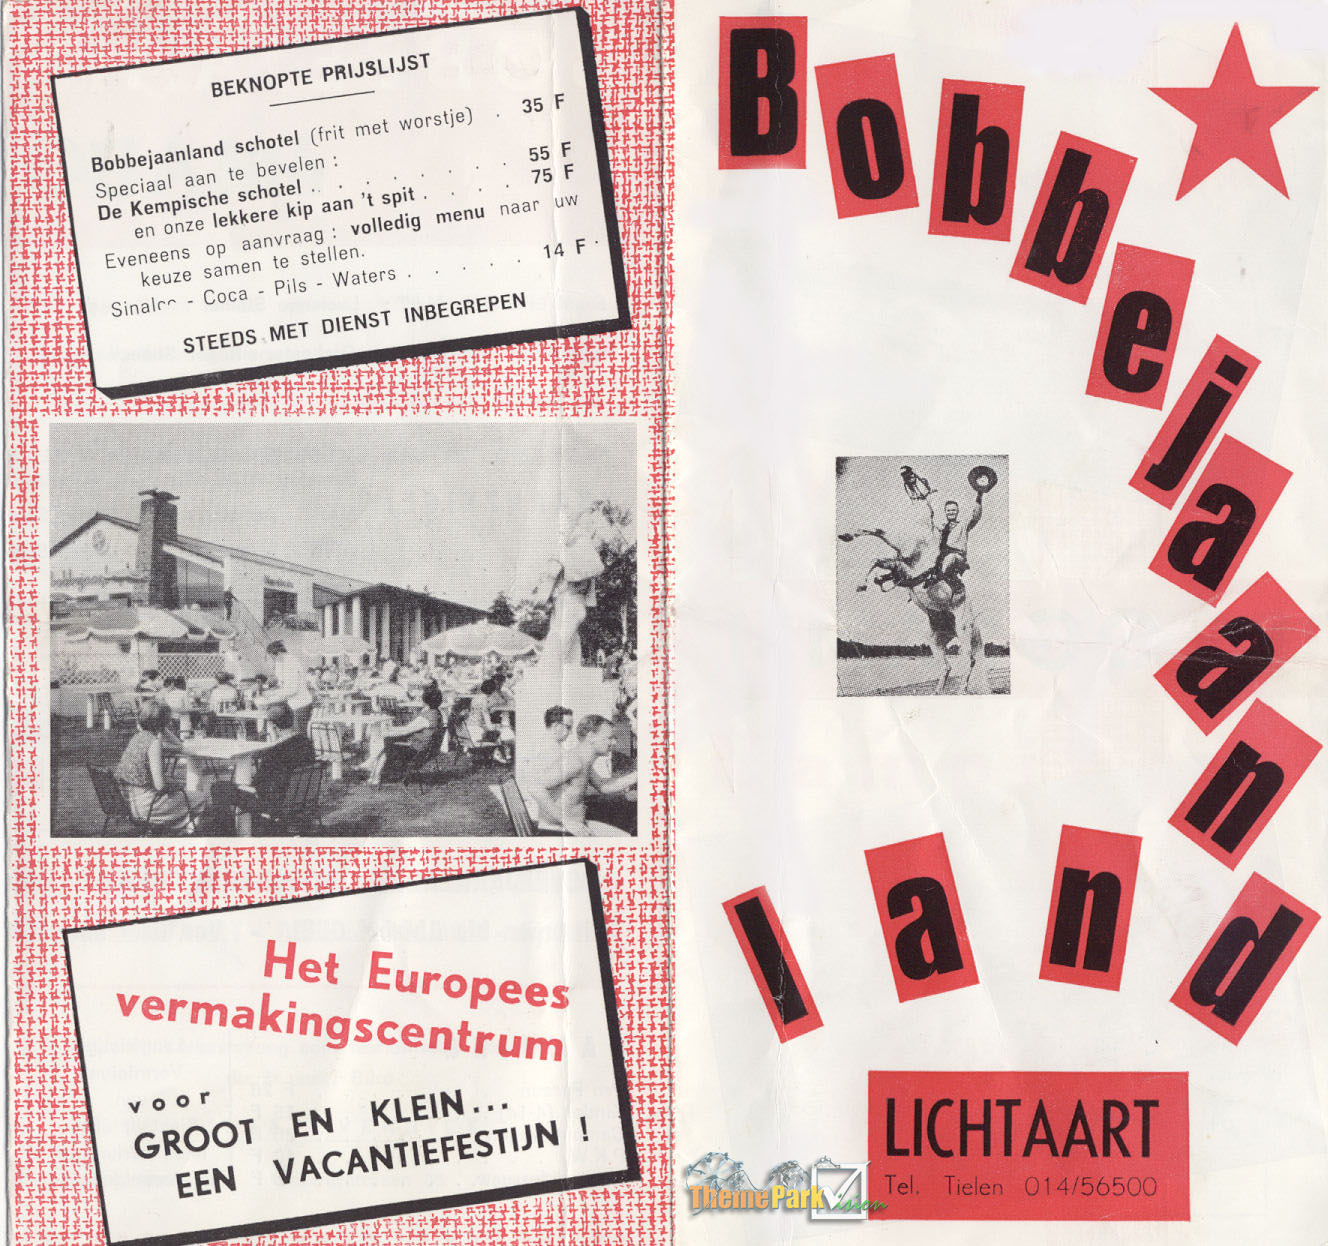 BEKNOPTE PRIJSLIJST
Bobbejaanland schotel (frit met worstje) . 35 F
Speciaal aan te bevelen :
De Kempische schotel . . . . . . . . 55 F
en onze lekkere kip aan 't spit . . . . . 75 F
Eveneens op aanvraag : volledig menu naar uw
keuze samen te stellen.
Sinalco - Coca - Pils - Waters . . . . . . 14 F
STEEDS MET DIENST INBEGREPEN
Het Europees
vermakingscentrum
voor
GROOT EN KLEIN...
EEN VACANTIEFESTIJN !
Bobbejaan
land
LICHTAART
Tel. Tielen 014/56500
ThemeParkVision